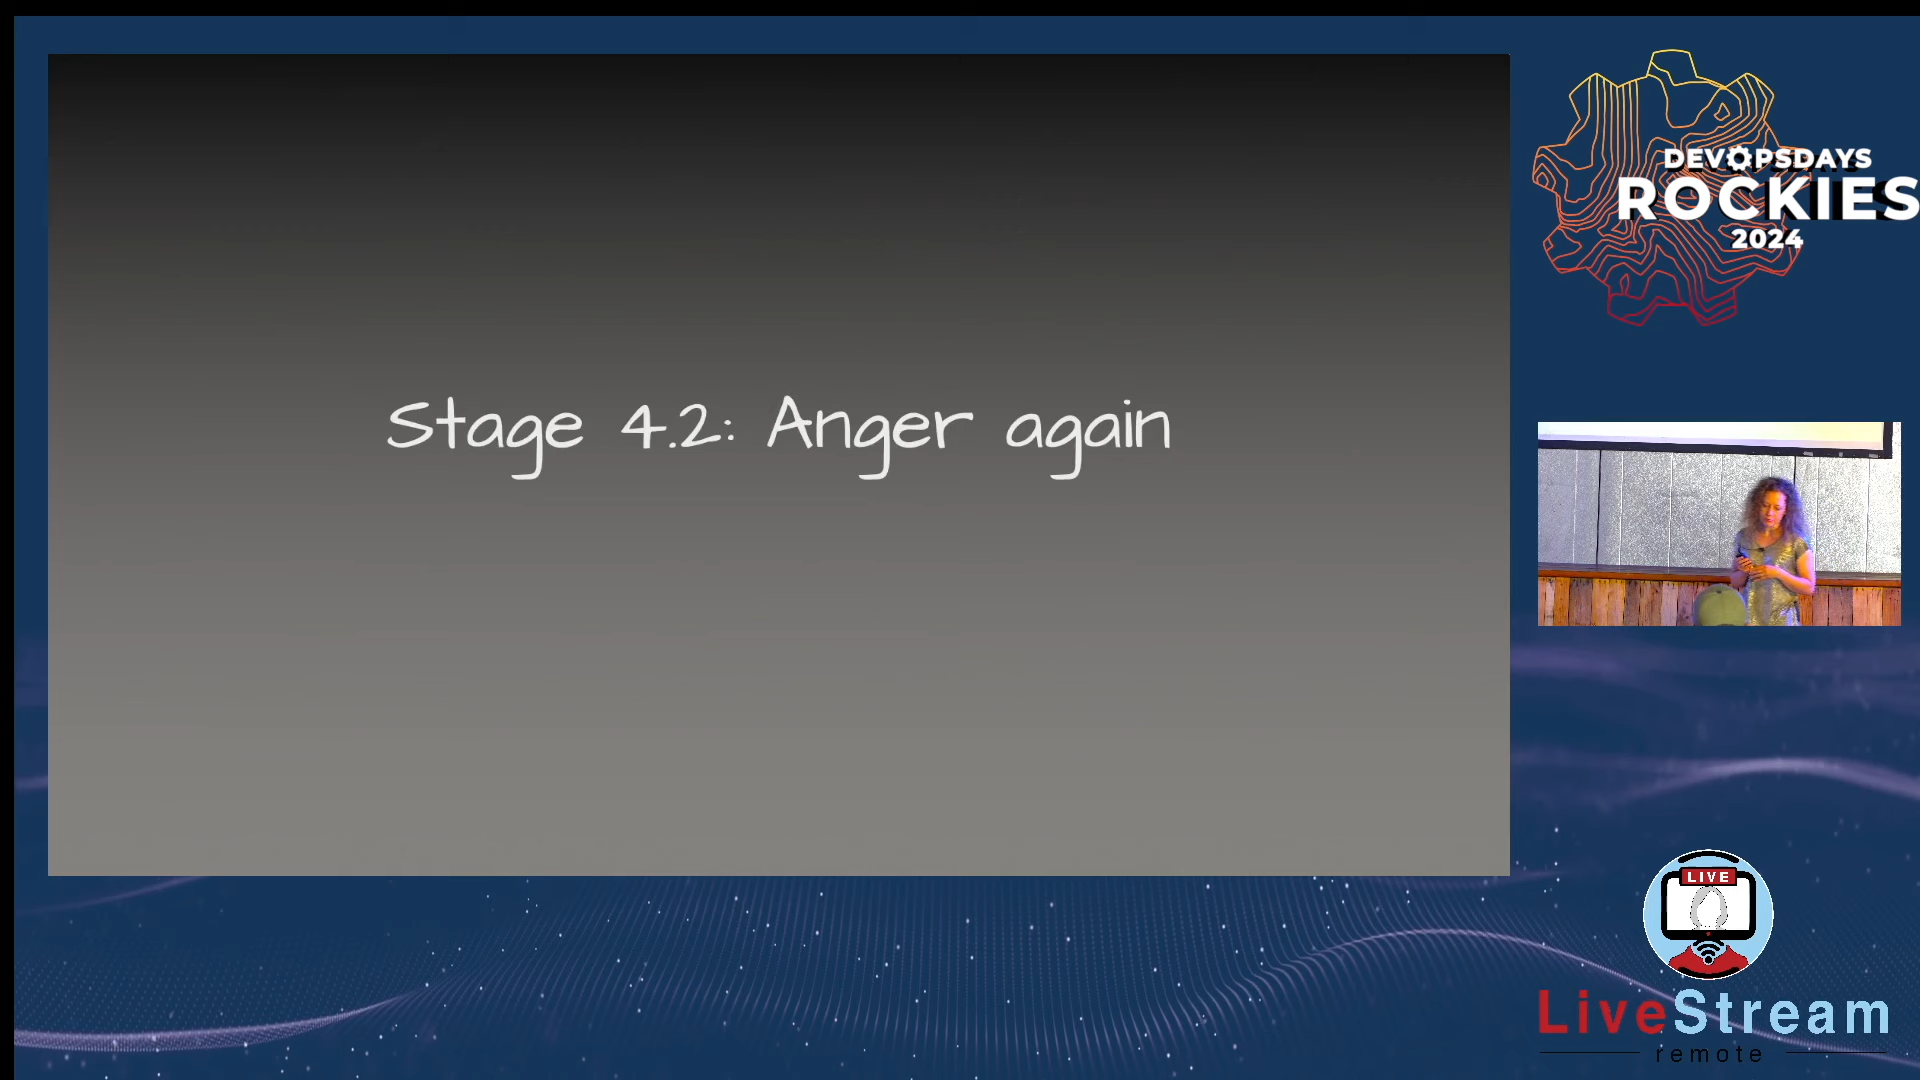 Stage 4.2: Anger again
DEVOPSDAYS
ROCKIES
2024
LIVE
LiveStream
remote